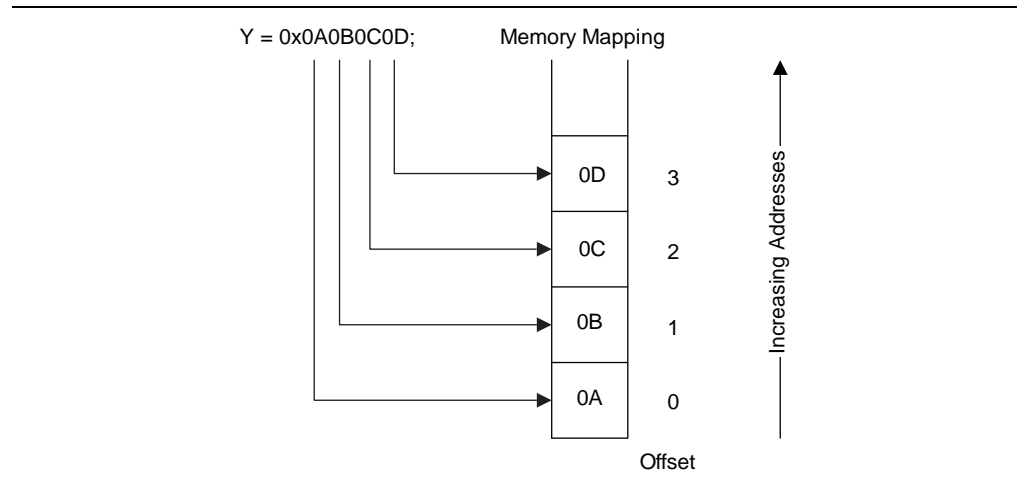 Y = 0x0A0B0C0D; Memory Mapping
0D 3
0C 2
0B 1
0A 0
Offset
Increasing Addresses